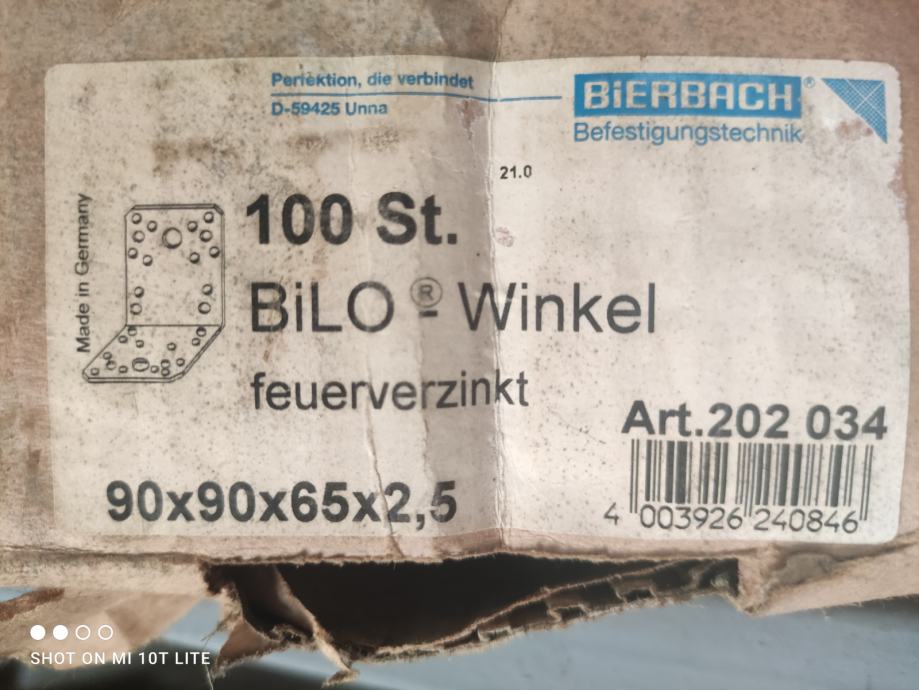 Perfektion, die verbindet
D-59425 Unna
BiERBACH®
Befestigungstechnik
21.0
Made in Germany
100 St.
BiLO®- Winkel
feuerverzinkt
Art.202 034
90x90x65x2,5
4 003926 240846
SHOT ON MI 10T LITE